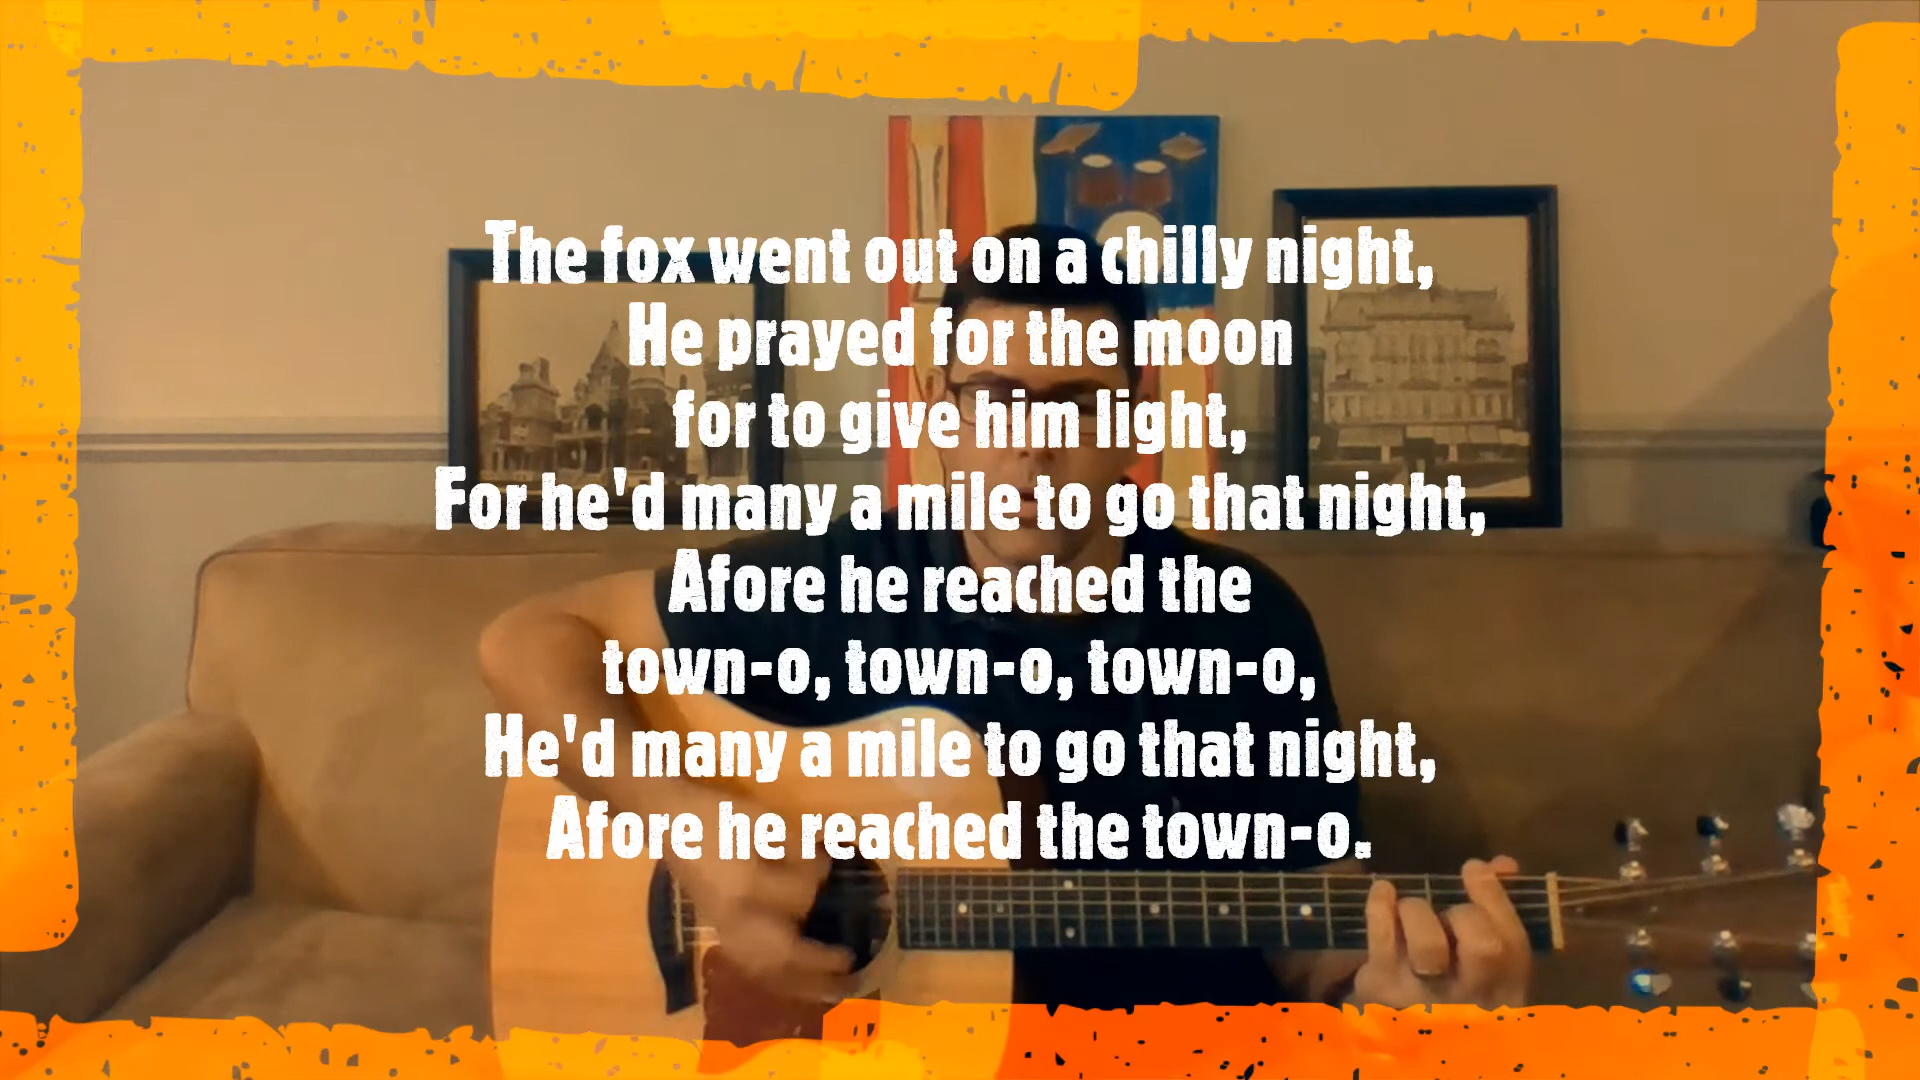 The fox went out on a chilly night,
He prayed for the moon
for to give him light,
For he'd many a mile to go that night,
Afore he reached the
town-o, town-o, town-o,
He'd many a mile to go that night,
Afore he reached the town-o.